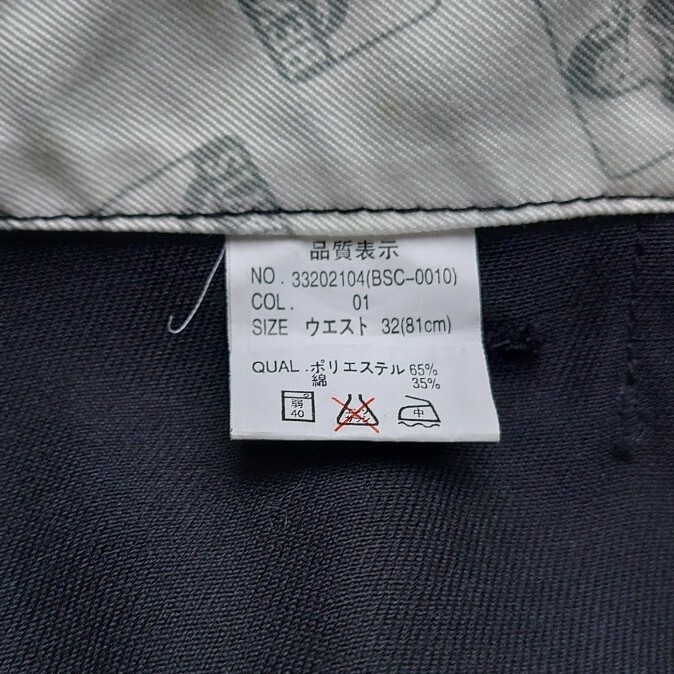 品質表示
NO. 33202104(BSC-0010)
COL. 01
SIZE ウエスト 32(81cm)
QUAL. ポリエステル 65%
綿 35%
弱 中
40